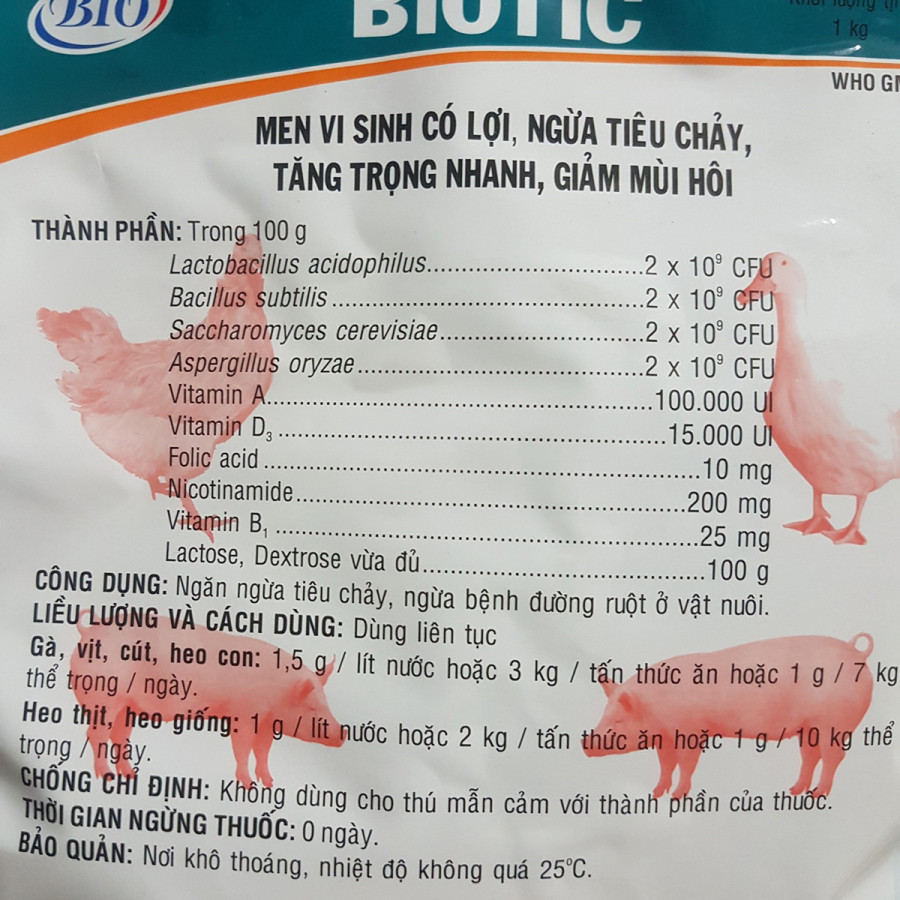 BIO
BIOTIC
1 kg
WHO
MEN VI SINH CÓ LỢI, NGỪA TIÊU CHẢY,
TĂNG TRỌNG NHANH, GIẢM MÙI HÔI
THÀNH PHẦN: Trong 100 g
Lactobacillus acidophilus..............................2 x 10⁹ CFU
Bacillus subtilis..........................................2 x 10⁹ CFU
Saccharomyces cerevisiae............................2 x 10⁹ CFU
Aspergillus oryzae.......................................2 x 10⁹ CFU
Vitamin A...................................................100.000 UI
Vitamin D₃ .................................................15.000 UI
Folic acid ........................................................10 mg
Nicotinamide...................................................200 mg
Vitamin B₁ .......................................................25 mg
Lactose, Dextrose vừa đủ....................................100 g
CÔNG DỤNG: Ngăn ngừa tiêu chảy, ngừa bệnh đường ruột ở vật nuôi.
LIỀU LƯỢNG VÀ CÁCH DÙNG: Dùng liên tục
Gà, vịt, cút, heo con: 1,5 g / lít nước hoặc 3 kg / tấn thức ăn hoặc 1 g / 7 kg
thể trọng / ngày.
Heo thịt, heo giống: 1 g / lít nước hoặc 2 kg / tấn thức ăn hoặc 1 g / 10 kg thể
trọng / ngày.
CHỐNG CHỈ ĐỊNH: Không dùng cho thú mẫn cảm với thành phần của thuốc.
THỜI GIAN NGỪNG THUỐC: 0 ngày.
BẢO QUẢN: Nơi khô thoáng, nhiệt độ không quá 25°C.